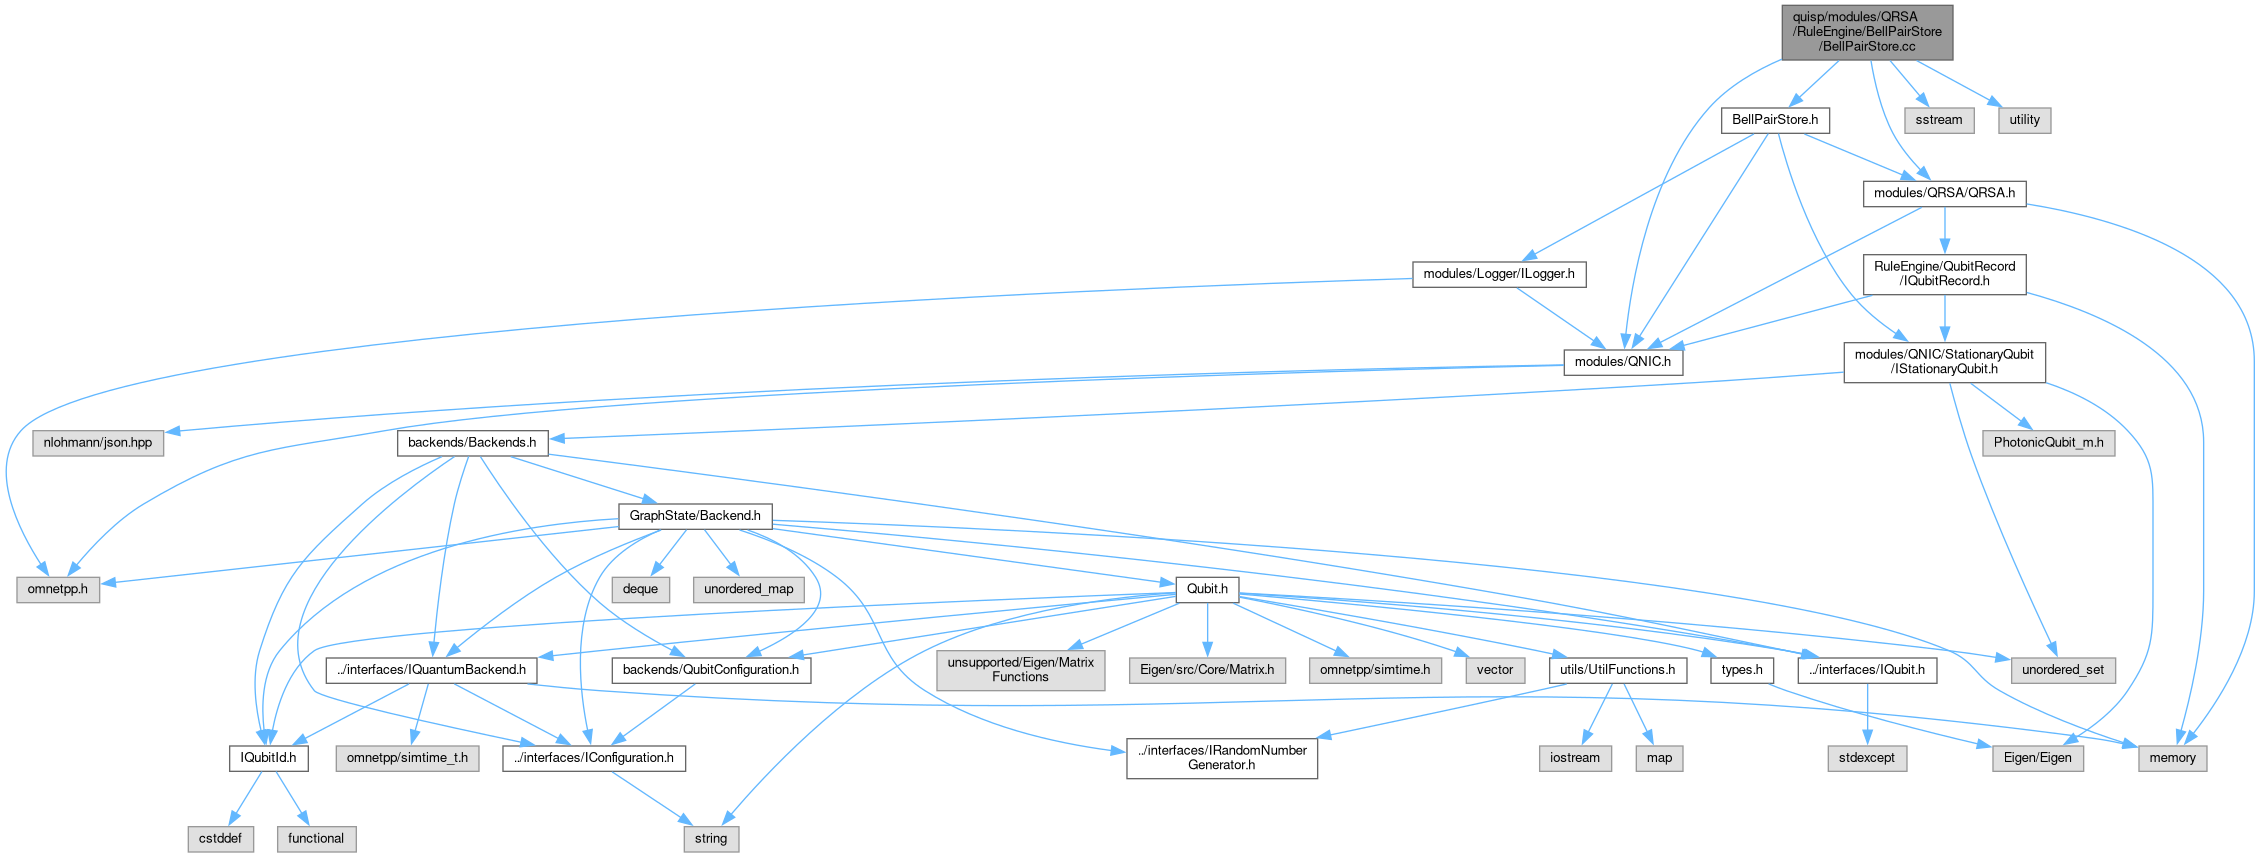 quisp/modules/QRSA
/RuleEngine/BellPairStore
/BellPairStore.cc
BellPairStore.h
sstream
utility
modules/QRSA/QRSA.h
modules/Logger/ILogger.h
RuleEngine/QubitRecord
/IQubitRecord.h
modules/QNIC.h
modules/QNIC/StationaryQubit
/IStationaryQubit.h
nlohmann/json.hpp
backends/Backends.h
PhotonicQubit_m.h
GraphState/Backend.h
omnetpp.h
deque
unordered_map
Qubit.h
../interfaces/IQuantumBackend.h
backends/QubitConfiguration.h
unsupported/Eigen/Matrix
Functions
Eigen/src/Core/Matrix.h
omnetpp/simtime.h
vector
utils/UtilFunctions.h
types.h
../interfaces/IQubit.h
unordered_set
IQubitId.h
omnetpp/simtime_t.h
../interfaces/IConfiguration.h
../interfaces/IRandomNumber
Generator.h
iostream
map
stdexcept
Eigen/Eigen
memory
cstddef
functional
string